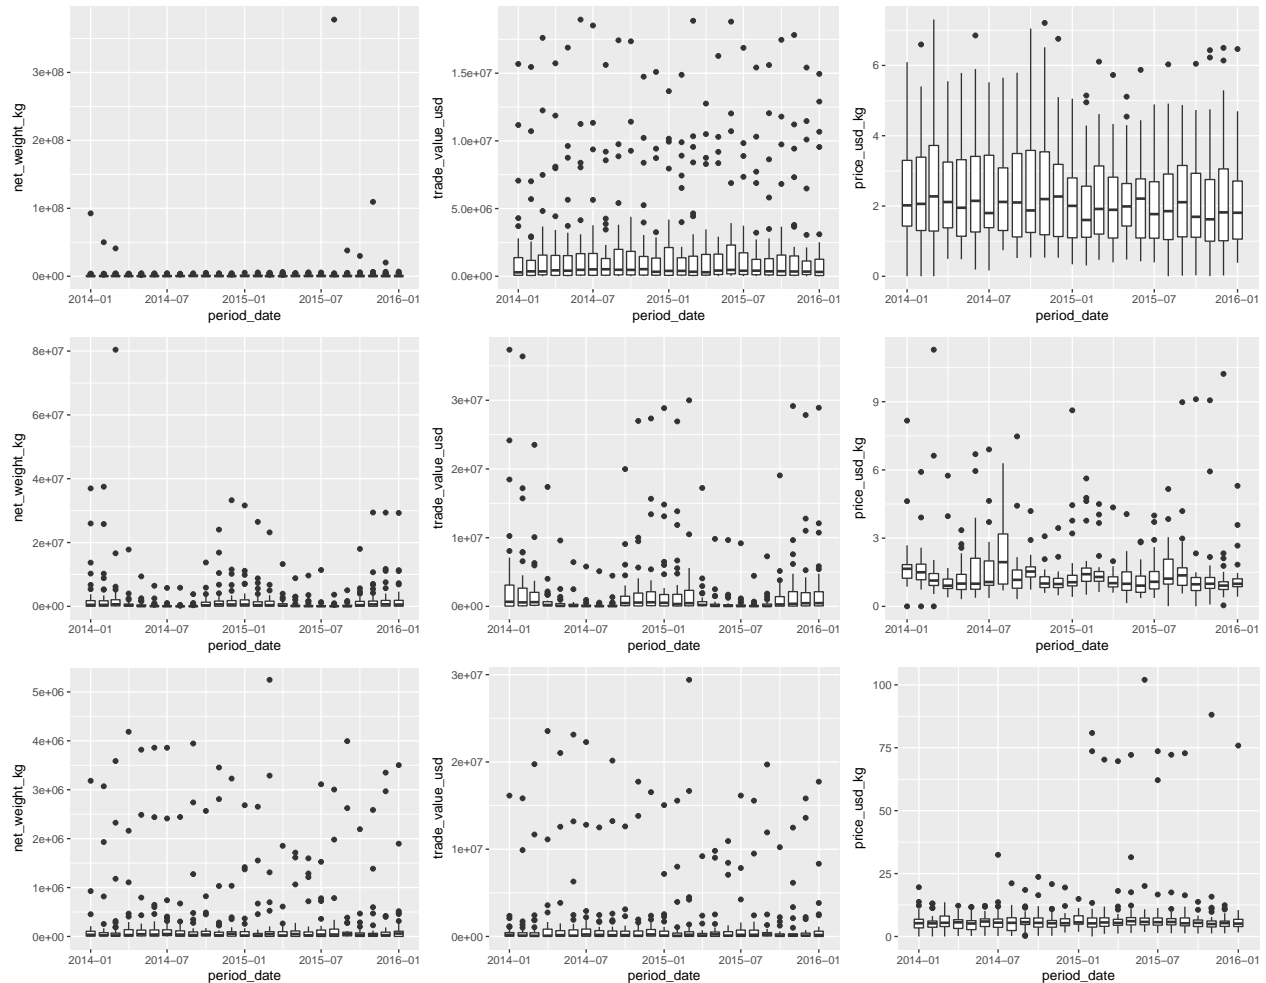 net_weight_kg
3e+08
2e+08
1e+08
0e+00
2014−01
2014−07
2015−01
2015−07
2016−01
period_date
trade_value_usd
1.5e+07
1.0e+07
5.0e+06
0.0e+00
2014−01
2014−07
2015−01
2015−07
2016−01
period_date
price_usd_kg
6
4
2
0
2014−01
2014−07
2015−01
2015−07
2016−01
period_date
net_weight_kg
8e+07
6e+07
4e+07
2e+07
0e+00
2014−01
2014−07
2015−01
2015−07
2016−01
period_date
trade_value_usd
3e+07
2e+07
1e+07
0e+00
2014−01
2014−07
2015−01
2015−07
2016−01
period_date
price_usd_kg
9
6
3
0
2014−01
2014−07
2015−01
2015−07
2016−01
period_date
net_weight_kg
5e+06
4e+06
3e+06
2e+06
1e+06
0e+00
2014−01
2014−07
2015−01
2015−07
2016−01
period_date
trade_value_usd
3e+07
2e+07
1e+07
0e+00
2014−01
2014−07
2015−01
2015−07
2016−01
period_date
price_usd_kg
100
75
50
25
0
2014−01
2014−07
2015−01
2015−07
2016−01
period_date